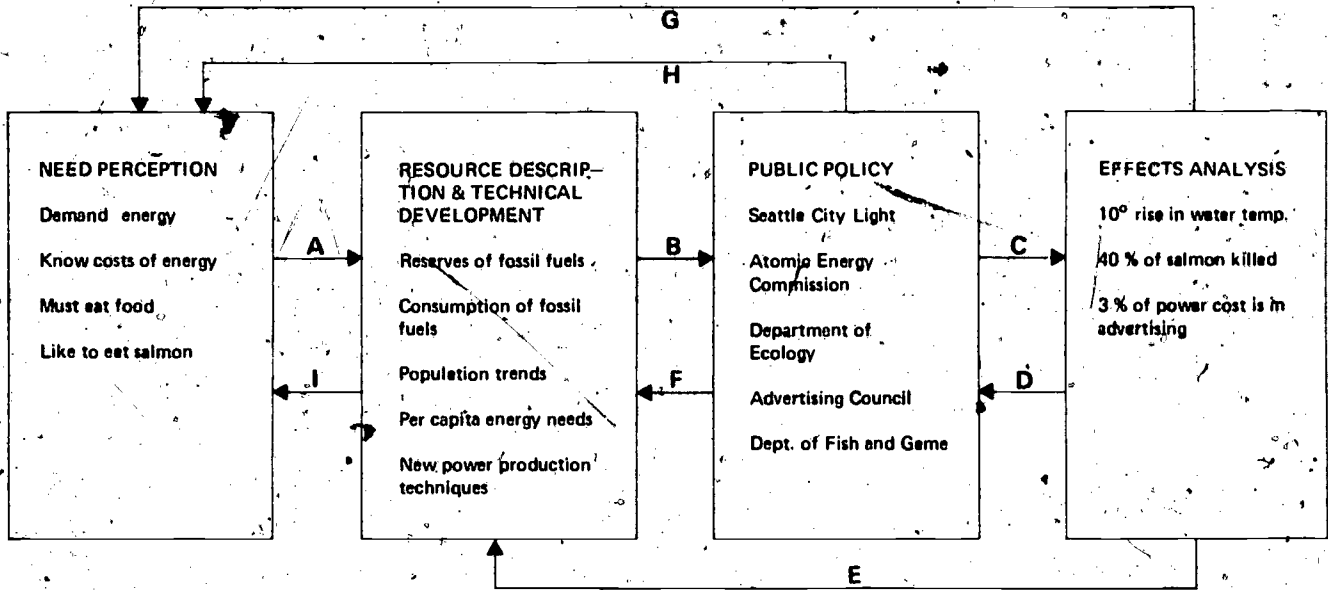 G
H
NEED PERCEPTION
Demand energy
Know costs of energy
Must eat food
Like to eat salmon
A
I
RESOURCE DESCRIP–
TION & TECHNICAL
DEVELOPMENT
Reserves of fossil fuels
Consumption of fossil
fuels
Population trends
Per capita energy needs
New power production
techniques
B
F
PUBLIC POLICY
Seattle City Light
Atomic Energy
Commission
Department of
Ecology
Advertising Council
Dept. of Fish and Game
C
D
EFFECTS ANALYSIS
10° rise in water temp.
40 % of salmon killed
3 % of power cost is in
advertising
E